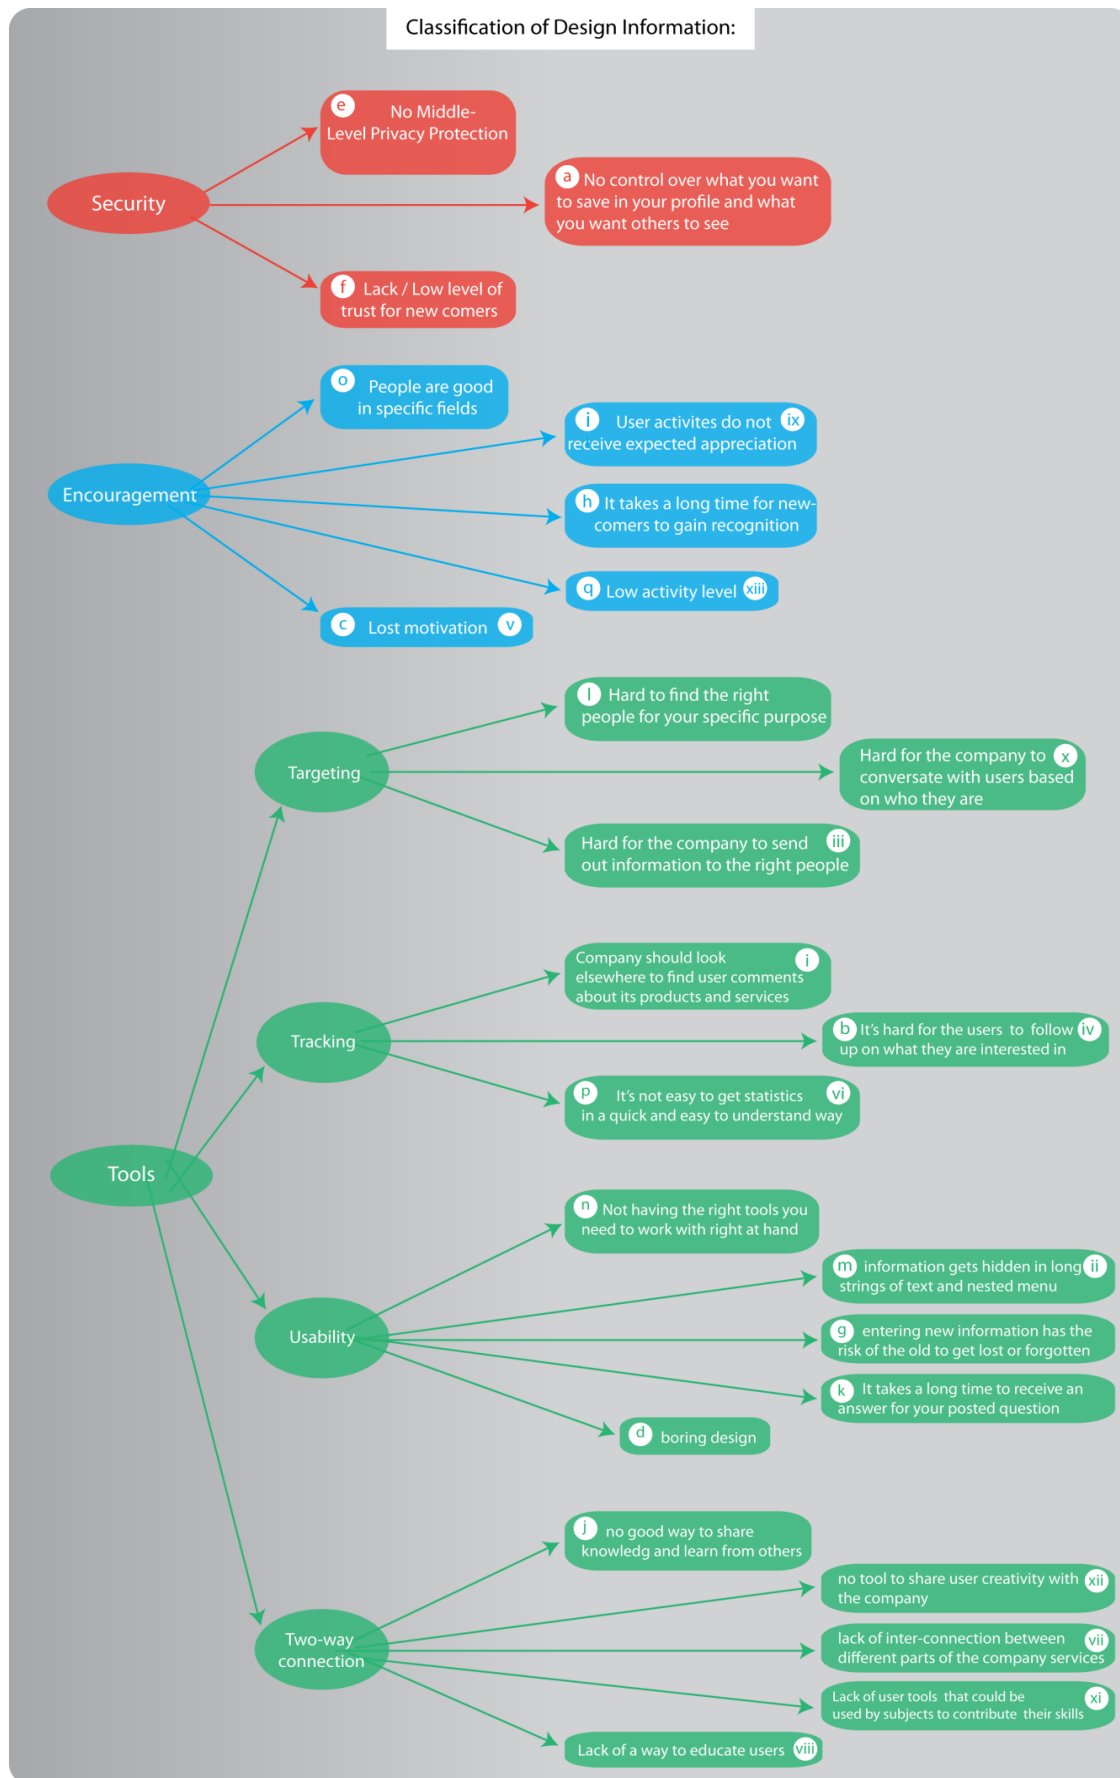 Classification of Design Information:
Security
e No Middle-
Level Privacy Protection
a No control over what you want
to save in your profile and what
you want others to see
f Lack / Low level of
trust for new comers
Encouragement
o People are good
in specific fields
i User activites do not ix
receive expected appreciation
h It takes a long time for new-
comers to gain recognition
q Low activity level xiii
c Lost motivation v
Tools
Targeting
l Hard to find the right
people for your specific purpose
Hard for the company to x
conversate with users based
on who they are
Hard for the company to send iii
out information to the right people
Tracking
Company should look i
elsewhere to find user comments
about its products and services
b It's hard for the users to follow iv
up on what they are interested in
p It's not easy to get statistics vi
in a quick and easy to understand way
Usability
n Not having the right tools you
need to work with right at hand
m information gets hidden in long ii
strings of text and nested menu
g entering new information has the
risk of the old to get lost or forgotten
k It takes a long time to receive an
answer for your posted question
d boring design
Two-way
connection
j no good way to share
knowledg and learn from others
no tool to share user creativity with xii
the company
lack of inter-connection between vii
different parts of the company services
Lack of user tools that could be xi
used by subjects to contribute their skills
Lack of a way to educate users viii